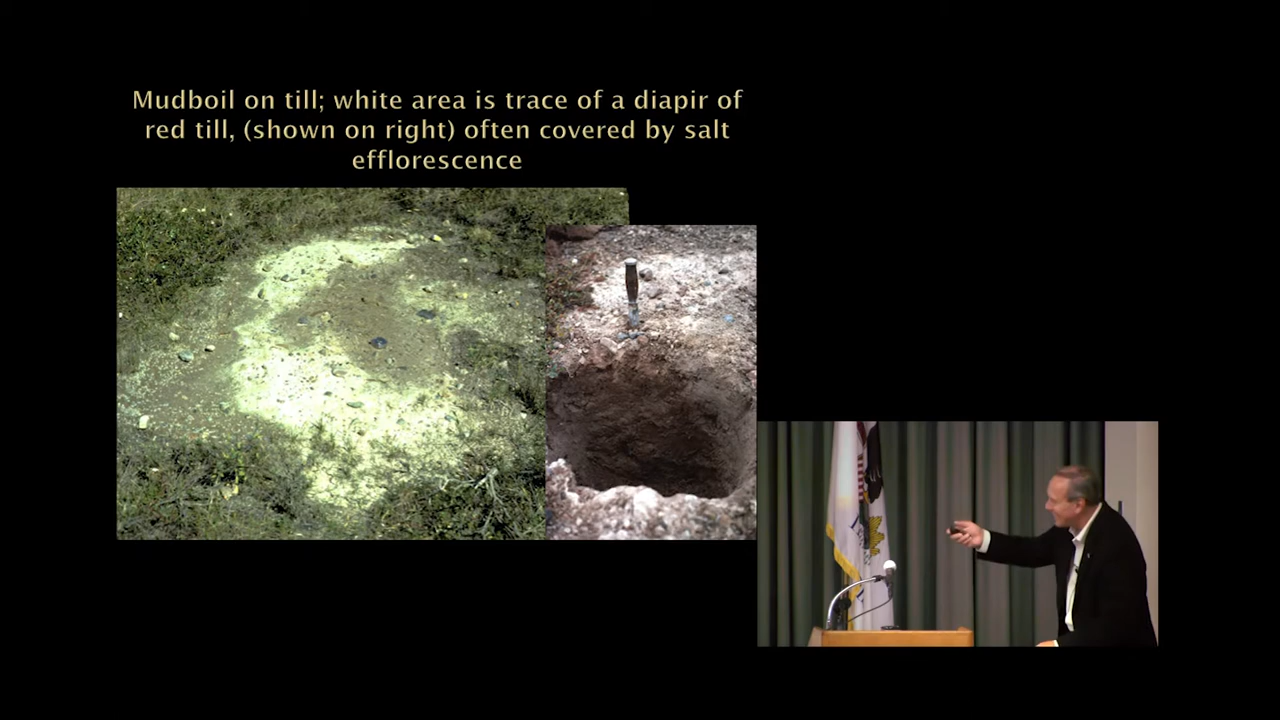 Mudboil on till; white area is trace of a diapir of
red till, (shown on right) often covered by salt
efflorescence